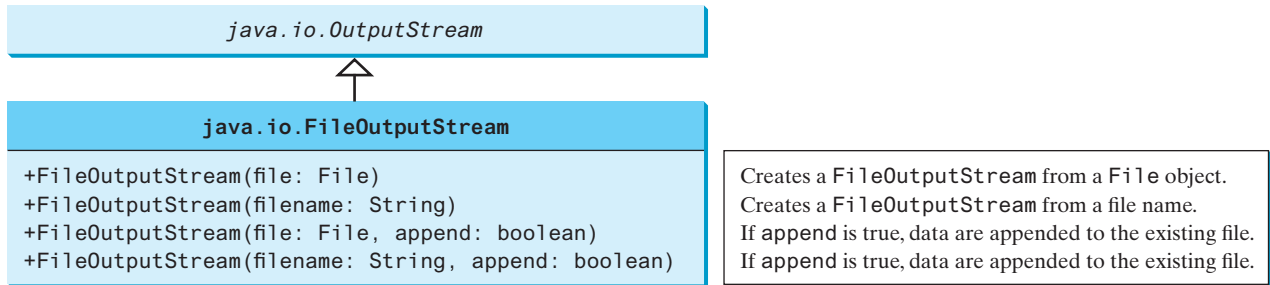 java.io.OutputStream
java.io.FileOutputStream
+FileOutputStream(file: File)
+FileOutputStream(filename: String)
+FileOutputStream(file: File, append: boolean)
+FileOutputStream(filename: String, append: boolean)
Creates a FileOutputStream from a File object.
Creates a FileOutputStream from a file name.
If append is true, data are appended to the existing file.
If append is true, data are appended to the existing file.